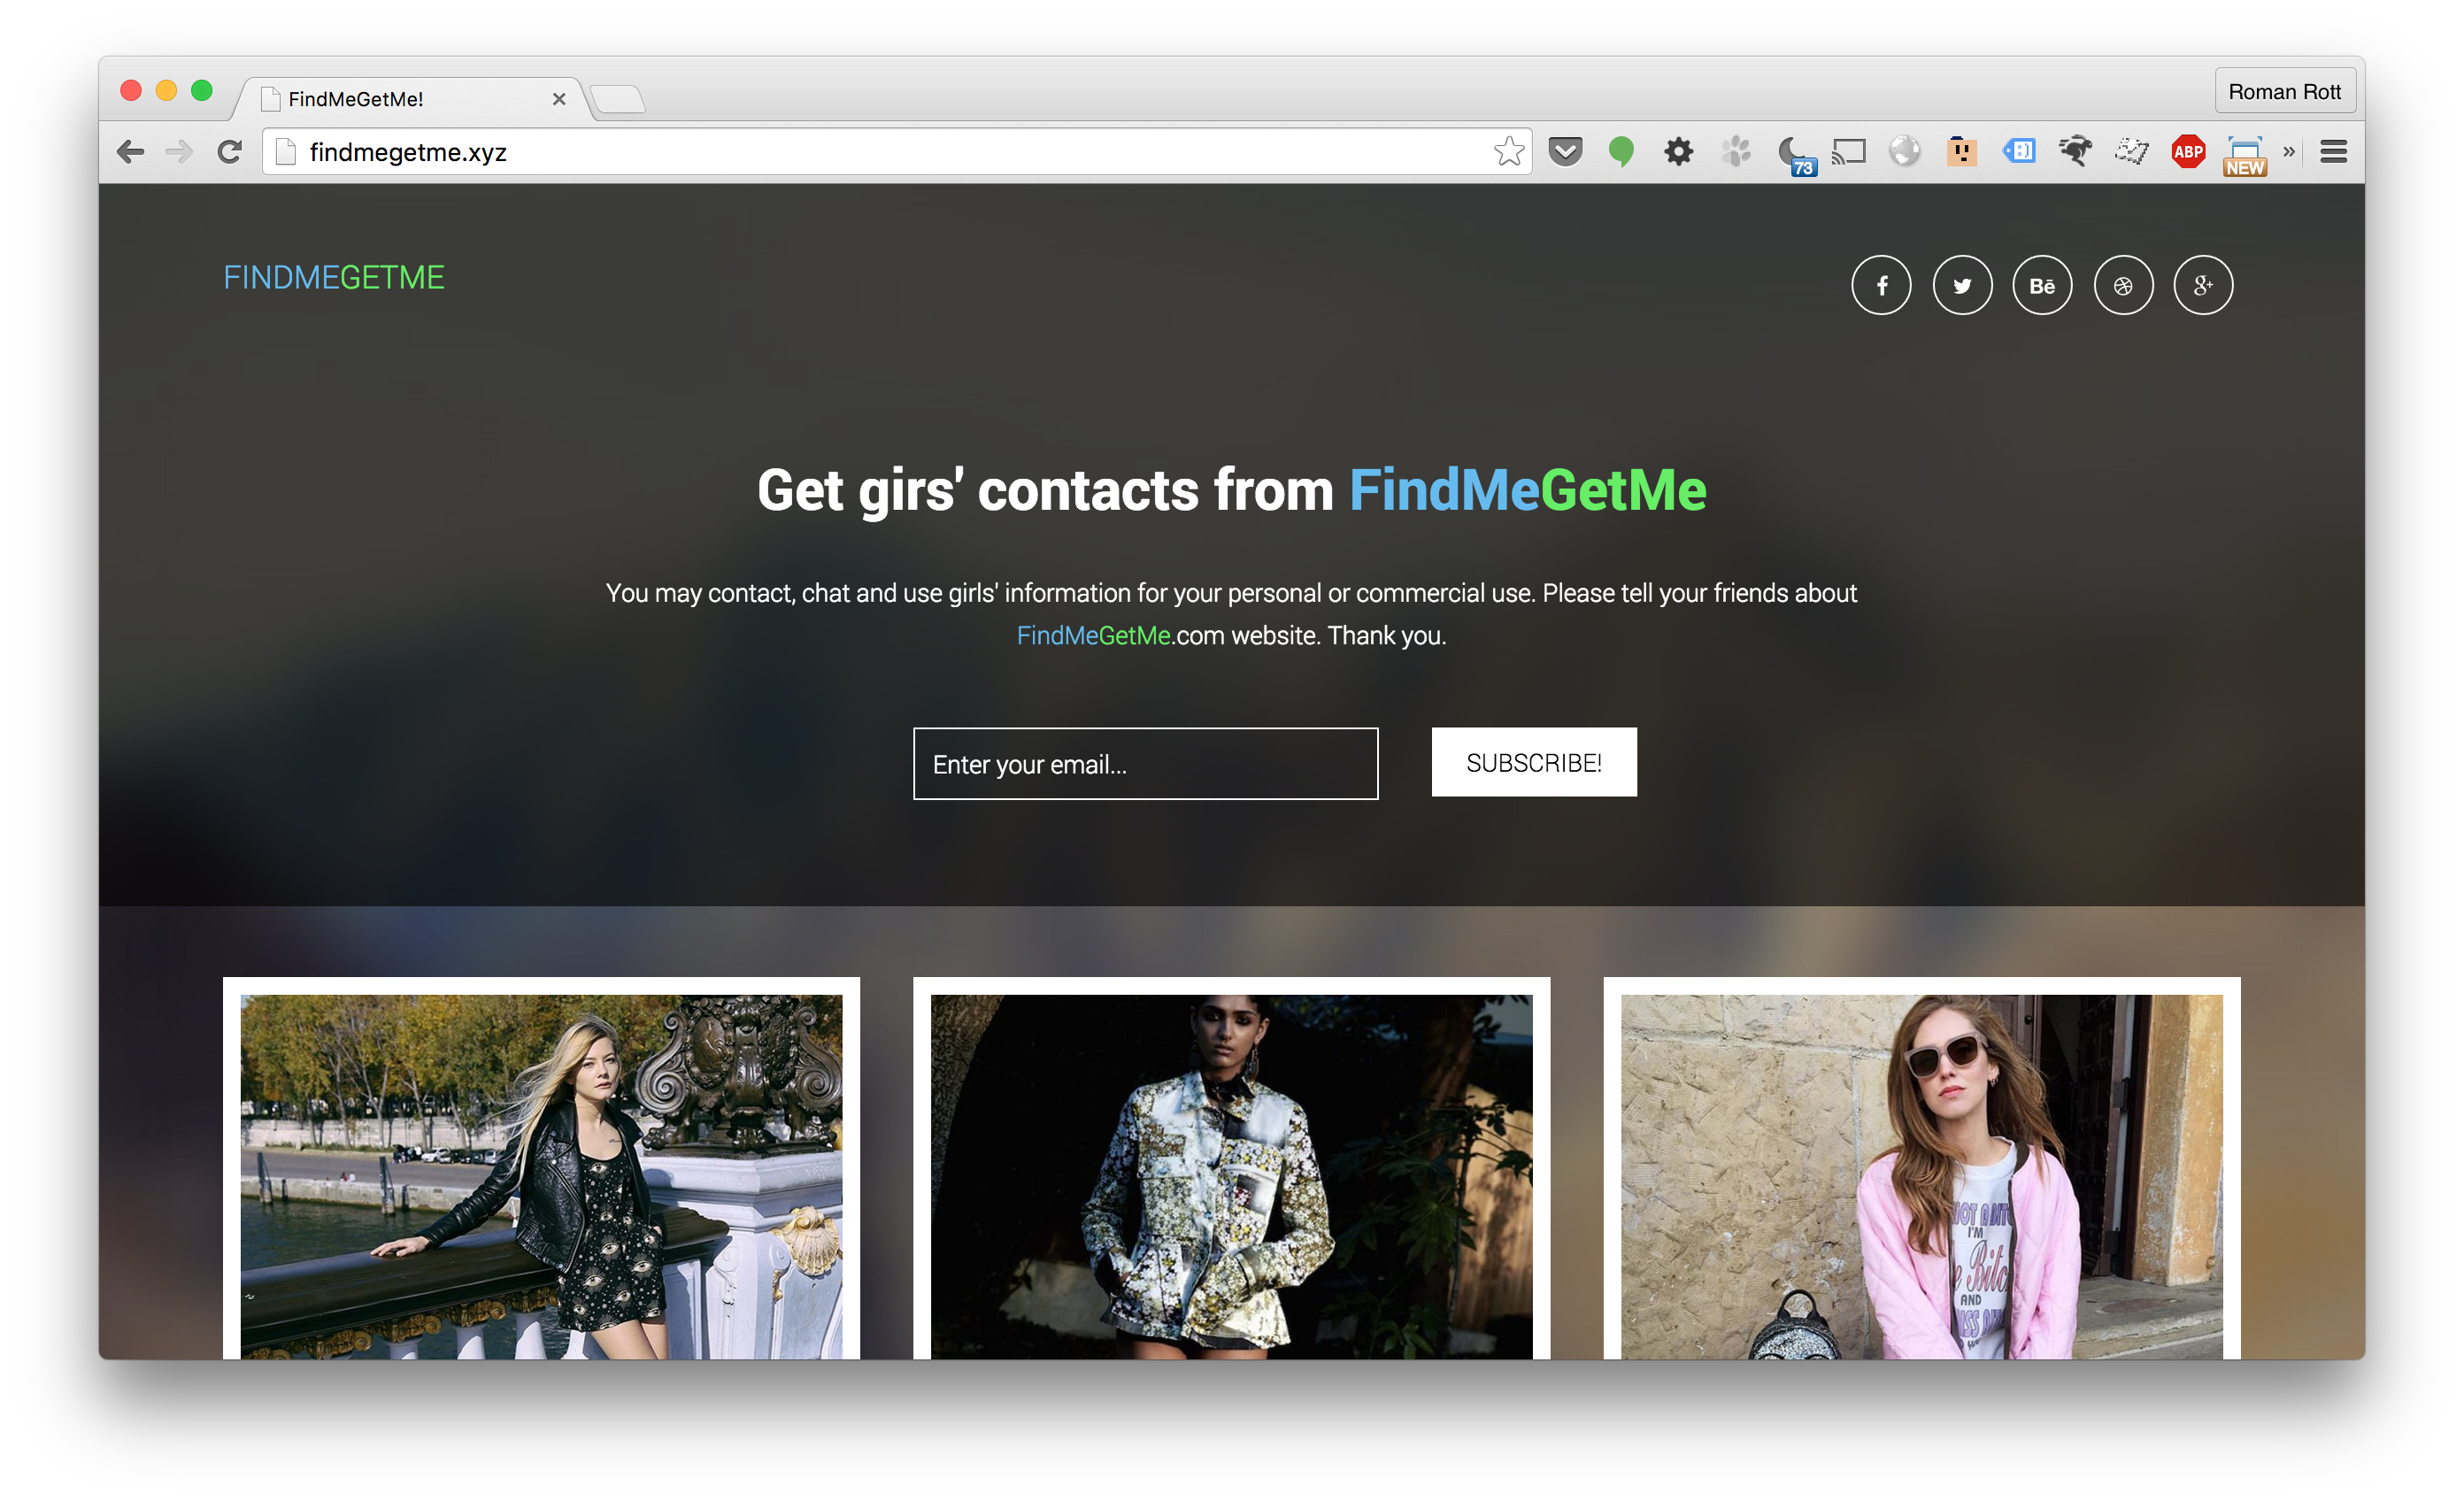 FindMeGetMe!
Roman Rott
findmegetme.xyz
73
ABP
NEW
FINDMEGETME
Bē
g+
Get girs' contacts from FindMeGetMe
You may contact, chat and use girls' information for your personal or commercial use. Please tell your friends about
FindMeGetMe.com website. Thank you.
Enter your email...
SUBSCRIBE!
I'M
AND